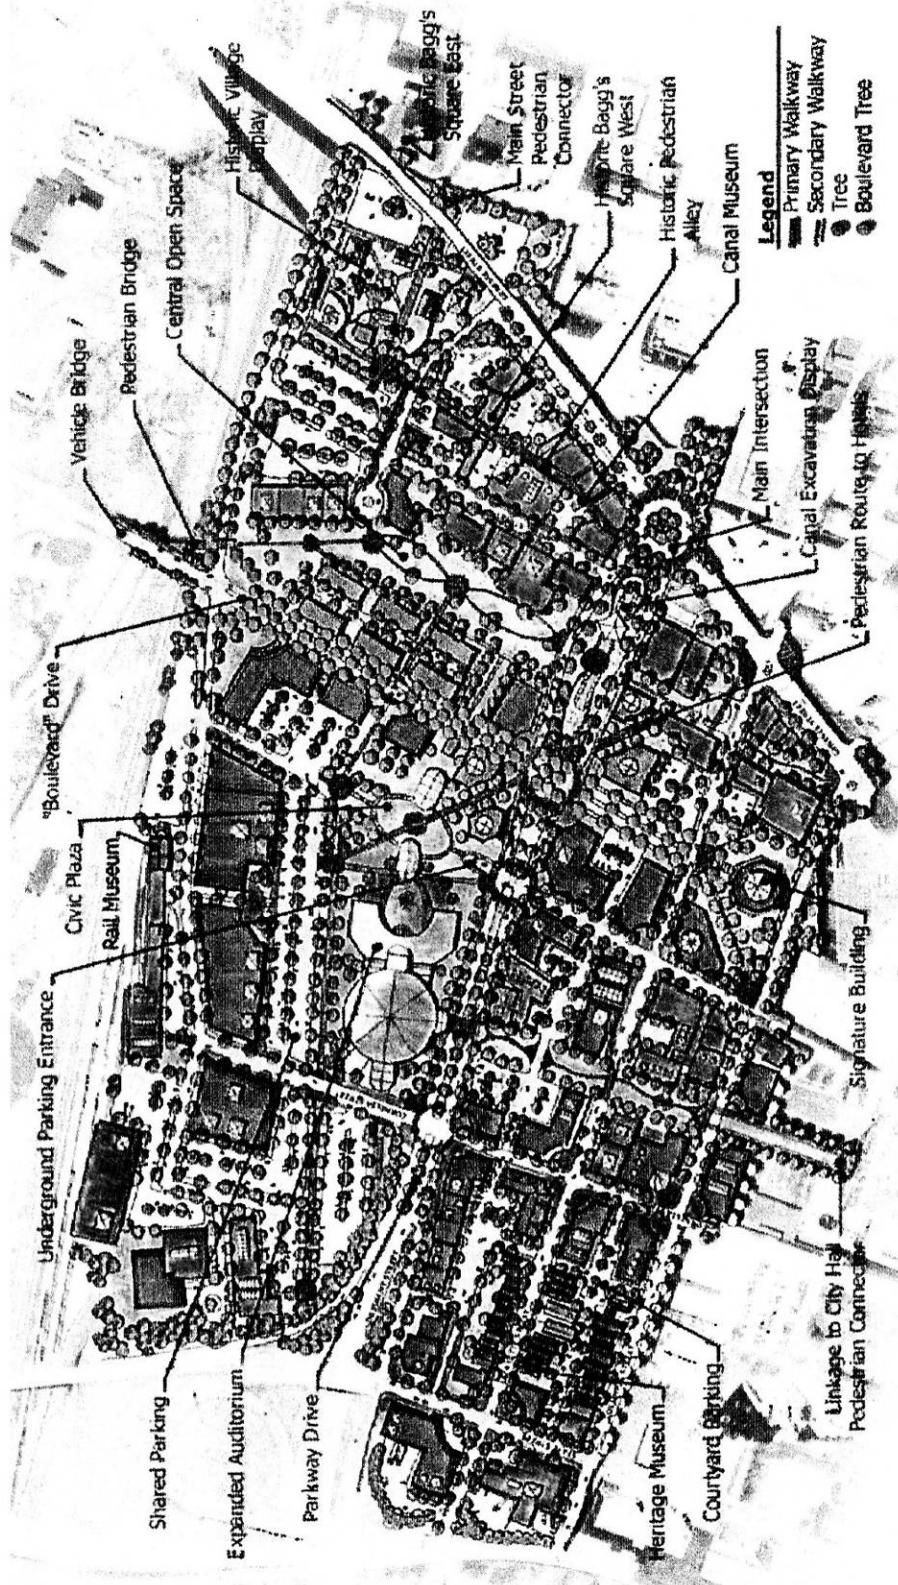 Shared Parking
Expanded Auditorium
Parkway Drive
Underground Parking Entrance
Civic Plaza
Rail Museum
"Boulevard" Drive
Vehicle Bridge
Pedestrian Bridge
Central Open Space
Historic Village
Display
Historic Bagg's
Square East
Main Street
Pedestrian
Connector
Historic Bagg's
Square West
Historic Pedestrian
Alley
Canal Museum
Main Intersection
Canal Excavation Display
Pedestrian Route to Hotels
Signature Building
Linkage to City Hall
Pedestrian Connector
Courtyard Parking
Heritage Museum
Legend
Primary Walkway
Secondary Walkway
Tree
Boulevard Tree